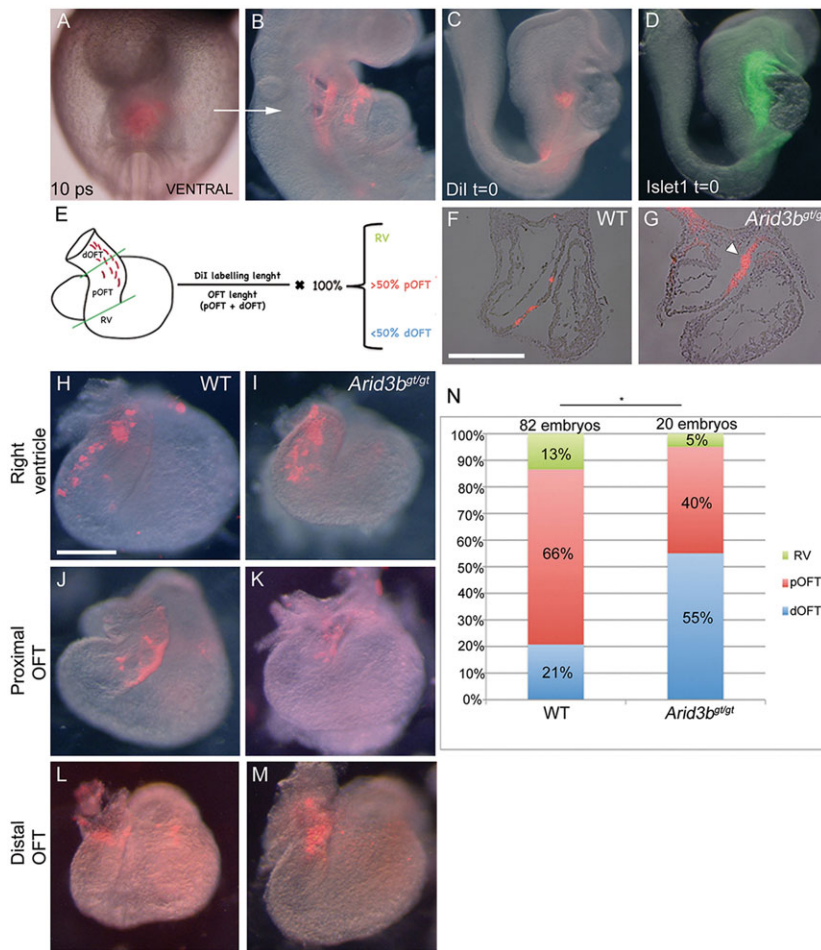 A
10 ps
VENTRAL
B
C
DiI t=0
D
Islet1 t=0
E
dOFT
pOFT
RV
DiI labelling lenght
OFT lenght
(pOFT + dOFT)
✖ 100%
RV
>50% pOFT
<50% dOFT
F
WT
G
Arid3b^gt/gt
H
WT
I
Arid3b^gt/gt
Right
ventricle
J
K
Proximal
OFT
L
M
Distal
OFT
N
*
82 embryos
20 embryos
100%
90%
80%
70%
60%
50%
40%
30%
20%
10%
0%
13%
66%
21%
5%
40%
55%
WT
Arid3b^gt/gt
RV
pOFT
dOFT